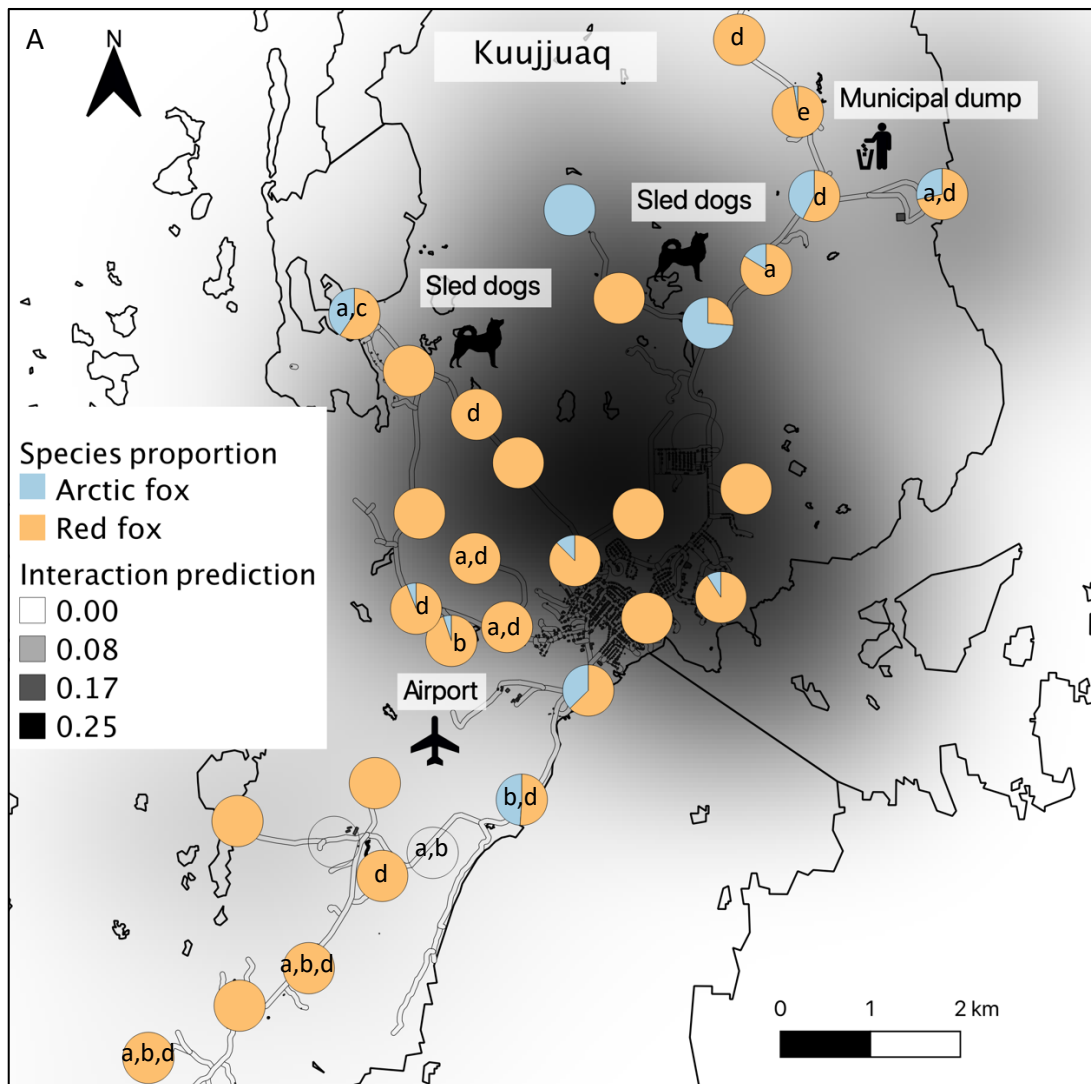 A
N
Kuujjuaq
d
e
Municipal dump
d
a,d
Sled dogs
a
Sled dogs
a,c
d
Species proportion
Arctic fox
Red fox
Interaction prediction
0.00
0.08
0.17
0.25
a,d
d
b
a,d
Airport
b,d
a,b
d
a,b,d
a,b,d
0 1 2 km